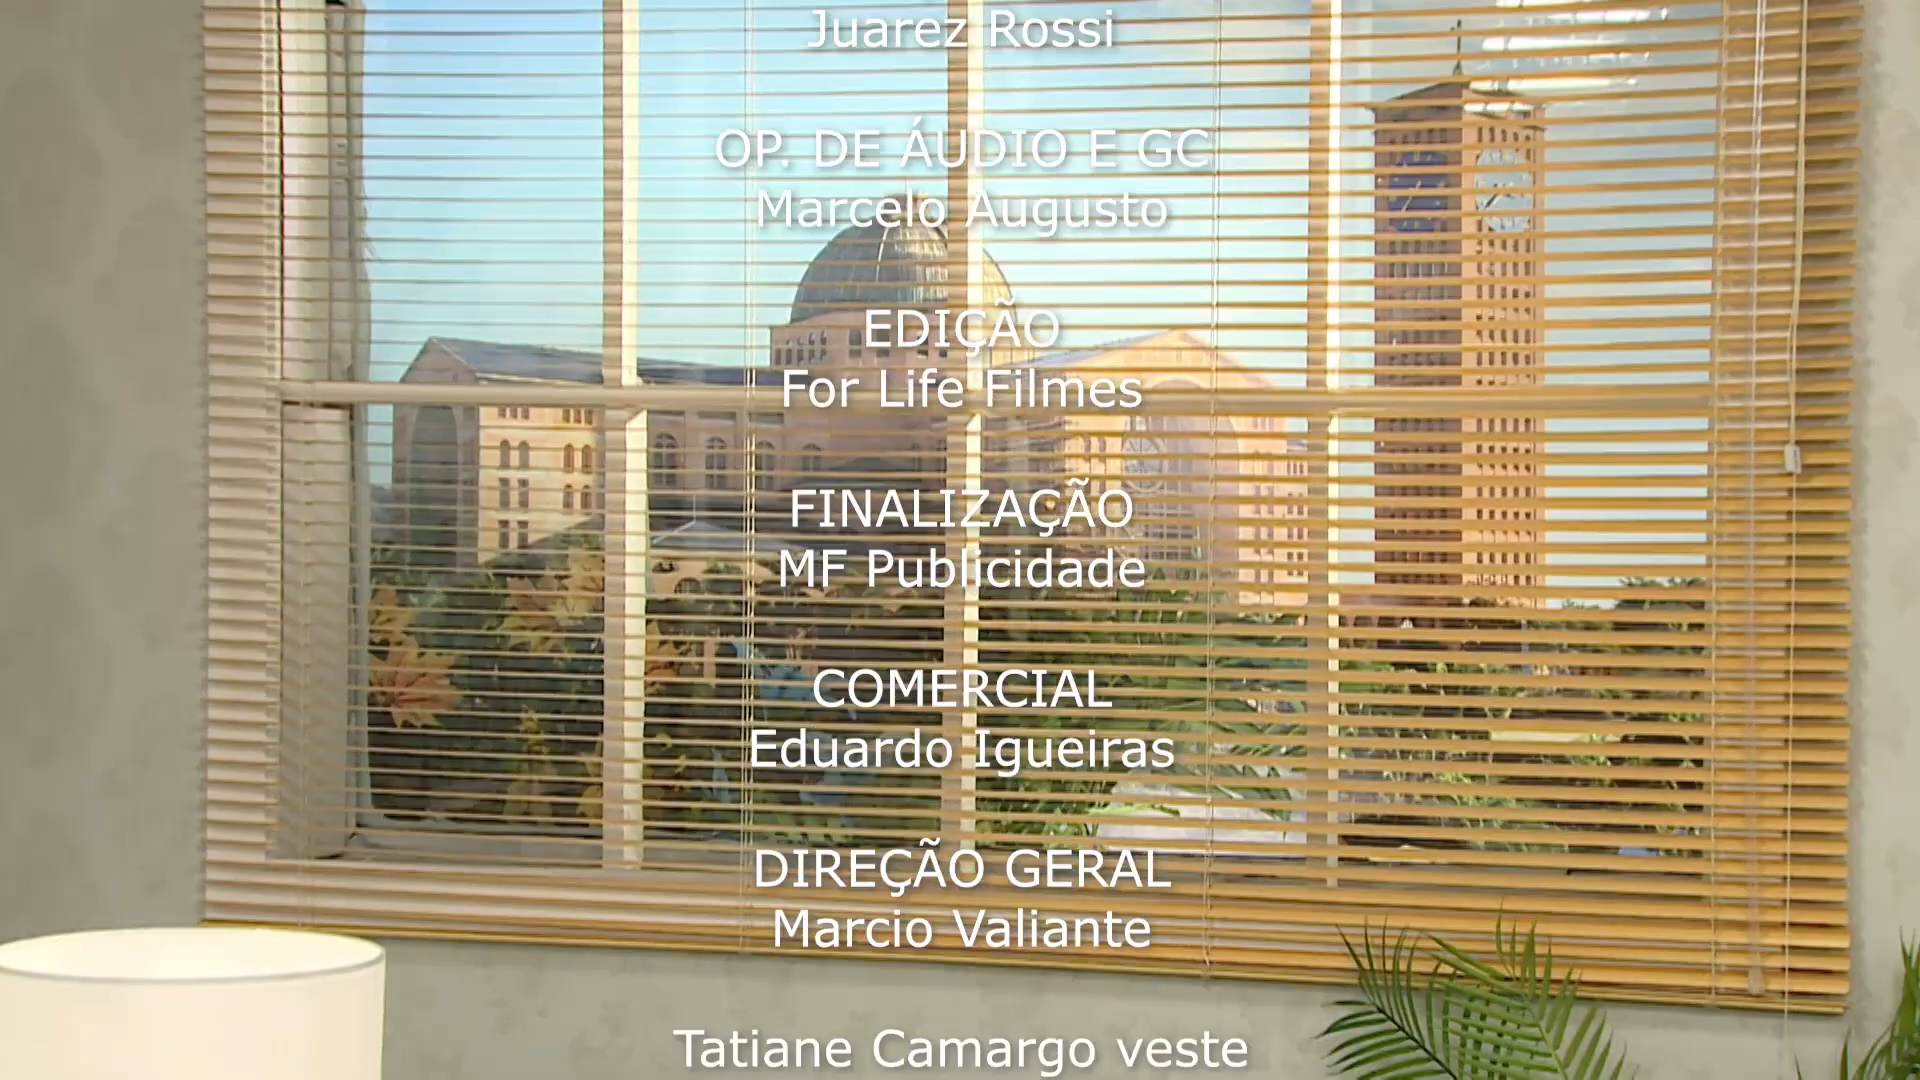 Juarez Rossi
OP. DE ÁUDIO E GC
Marcelo Augusto
EDIÇÃO
For Life Filmes
FINALIZAÇÃO
MF Publicidade
COMERCIAL
Eduardo Igueiras
DIREÇÃO GERAL
Marcio Valiante
Tatiane Camargo veste